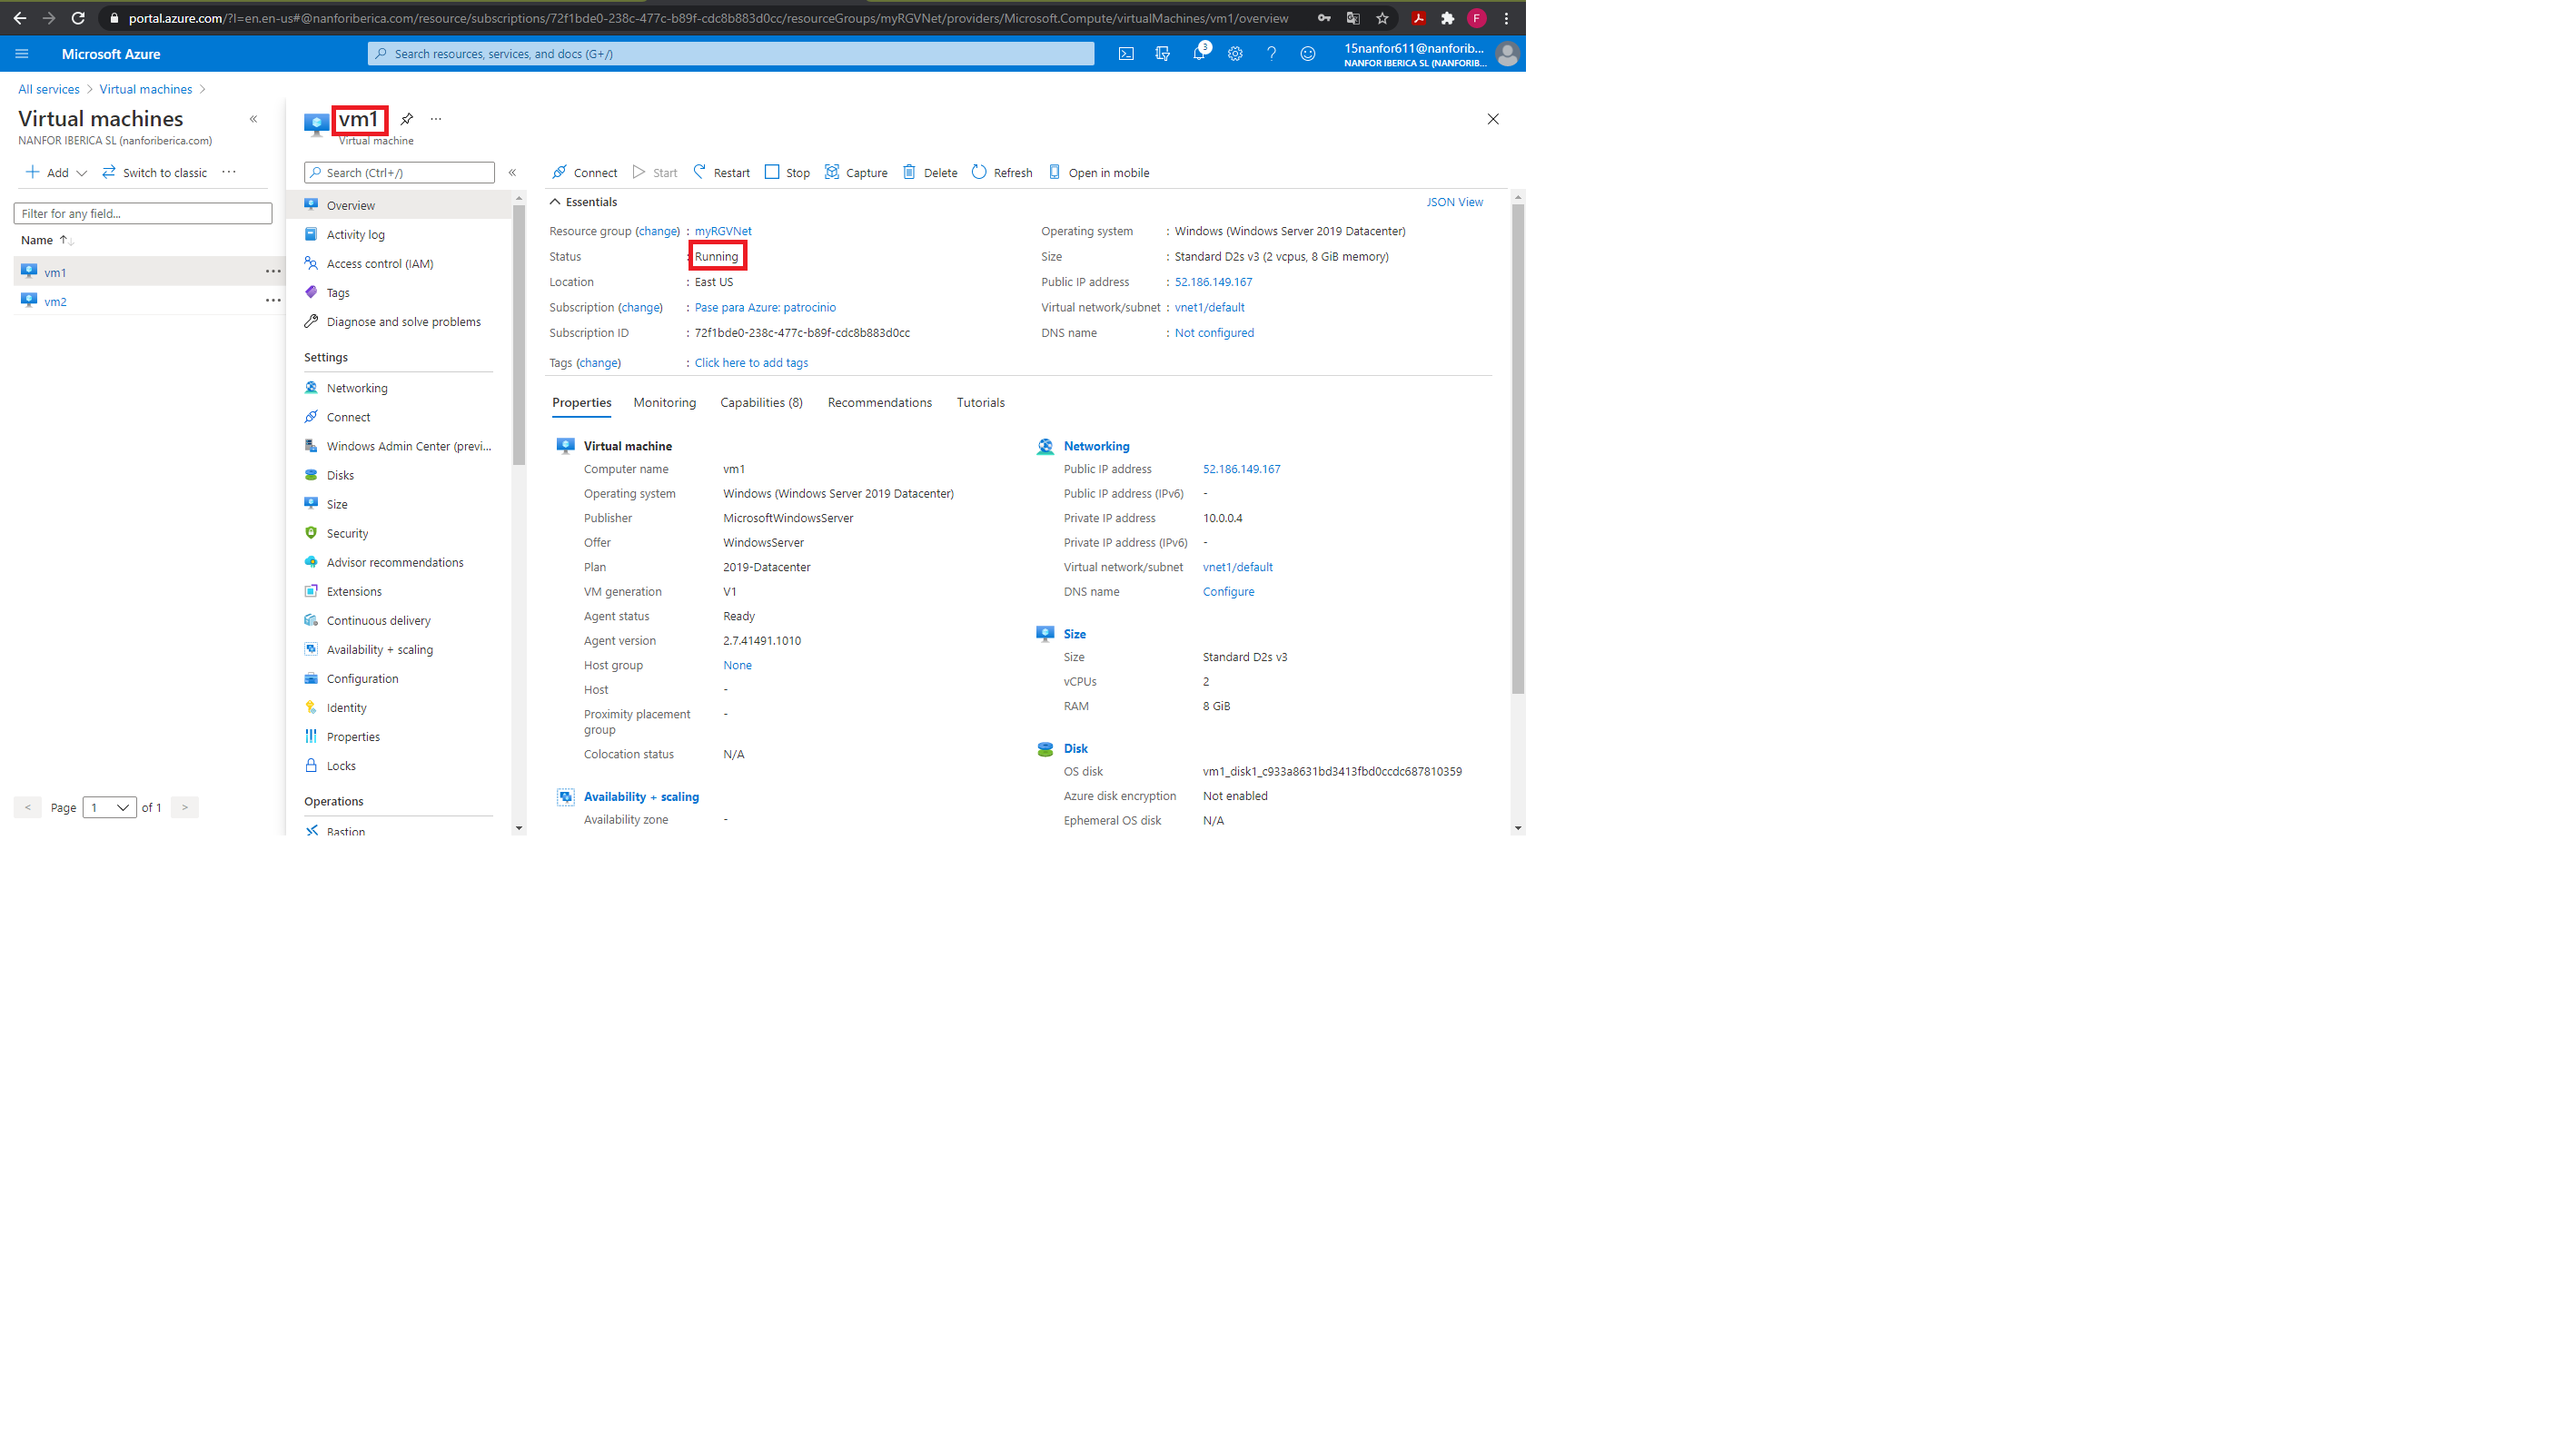 portal.azure.com/?l=en.en-us#@nanforiberica.com/resource/subscriptions/72f1bde0-238c-477c-b89f-cdc8b883d0cc/resourceGroups/myRGVNet/providers/Microsoft.Compute/virtualMachines/vm1/overview
F
Microsoft Azure
Search resources, services, and docs (G+/)
3
15nanfor611@nanforib...
NANFOR IBERICA SL (NANFORIB...
All services > Virtual machines >
Virtual machines
«
NANFOR IBERICA SL (nanforiberica.com)
Add
Switch to classic
...
Filter for any field...
Name
vm1
...
vm2
...
< Page 1 of 1 >
vm1
...
Virtual machine
Search (Ctrl+/)
«
Overview
Activity log
Access control (IAM)
Tags
Diagnose and solve problems
Settings
Networking
Connect
Windows Admin Center (previ...
Disks
Size
Security
Advisor recommendations
Extensions
Continuous delivery
Availability + scaling
Configuration
Identity
Properties
Locks
Operations
Bastion
Connect
Start
Restart
Stop
Capture
Delete
Refresh
Open in mobile
Essentials
JSON View
Resource group (change) : myRGVNet
Status : Running
Location : East US
Subscription (change) : Pase para Azure: patrocinio
Subscription ID : 72f1bde0-238c-477c-b89f-cdc8b883d0cc
Tags (change) : Click here to add tags
Operating system : Windows (Windows Server 2019 Datacenter)
Size : Standard D2s v3 (2 vcpus, 8 GiB memory)
Public IP address : 52.186.149.167
Virtual network/subnet : vnet1/default
DNS name : Not configured
Properties
Monitoring
Capabilities (8)
Recommendations
Tutorials
Virtual machine
Computer name vm1
Operating system Windows (Windows Server 2019 Datacenter)
Publisher MicrosoftWindowsServer
Offer WindowsServer
Plan 2019-Datacenter
VM generation V1
Agent status Ready
Agent version 2.7.41491.1010
Host group None
Host -
Proximity placement -
group
Colocation status N/A
Availability + scaling
Availability zone -
Networking
Public IP address 52.186.149.167
Public IP address (IPv6) -
Private IP address 10.0.0.4
Private IP address (IPv6) -
Virtual network/subnet vnet1/default
DNS name Configure
Size
Size Standard D2s v3
vCPUs 2
RAM 8 GiB
Disk
OS disk vm1_disk1_c933a8631bd3413fbd0ccdc687810359
Azure disk encryption Not enabled
Ephemeral OS disk N/A